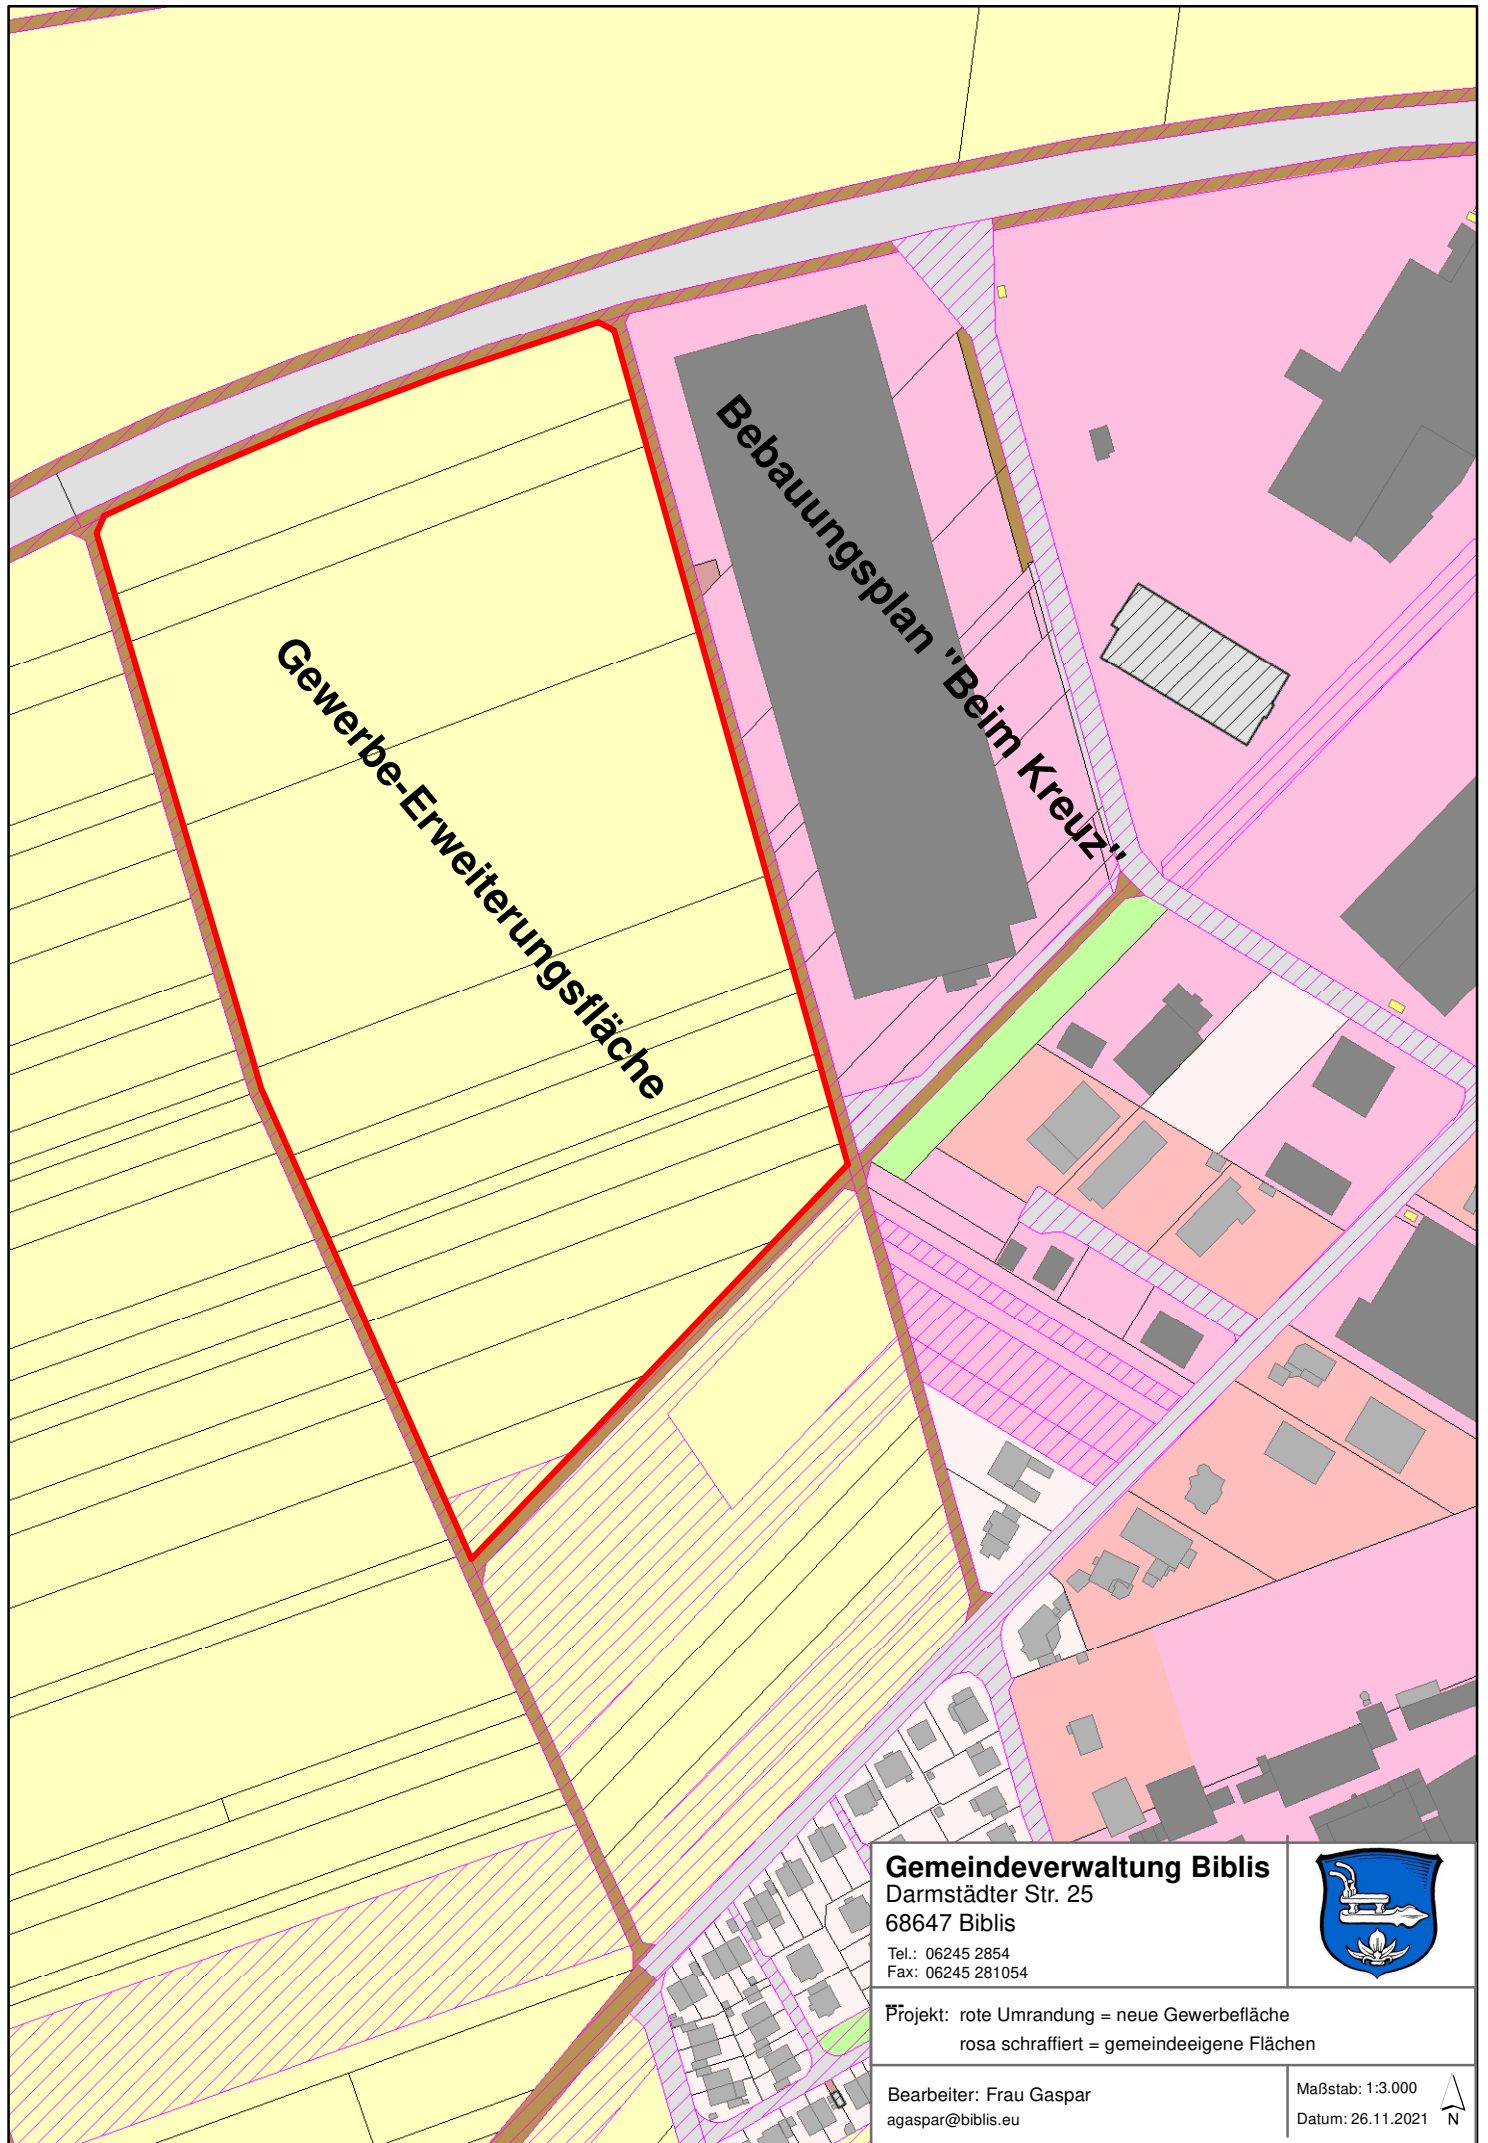 Bebauungsplan "Beim Kreuz"
Gewerbe-Erweiterungsfläche
Gemeindeverwaltung Biblis
Darmstädter Str. 25
68647 Biblis
Tel.: 06245 2854
Fax: 06245 281054
Projekt: rote Umrandung = neue Gewerbefläche
rosa schraffiert = gemeindeeigene Flächen
Bearbeiter: Frau Gaspar
agaspar@biblis.eu
Maßstab: 1:3.000
Datum: 26.11.2021
N